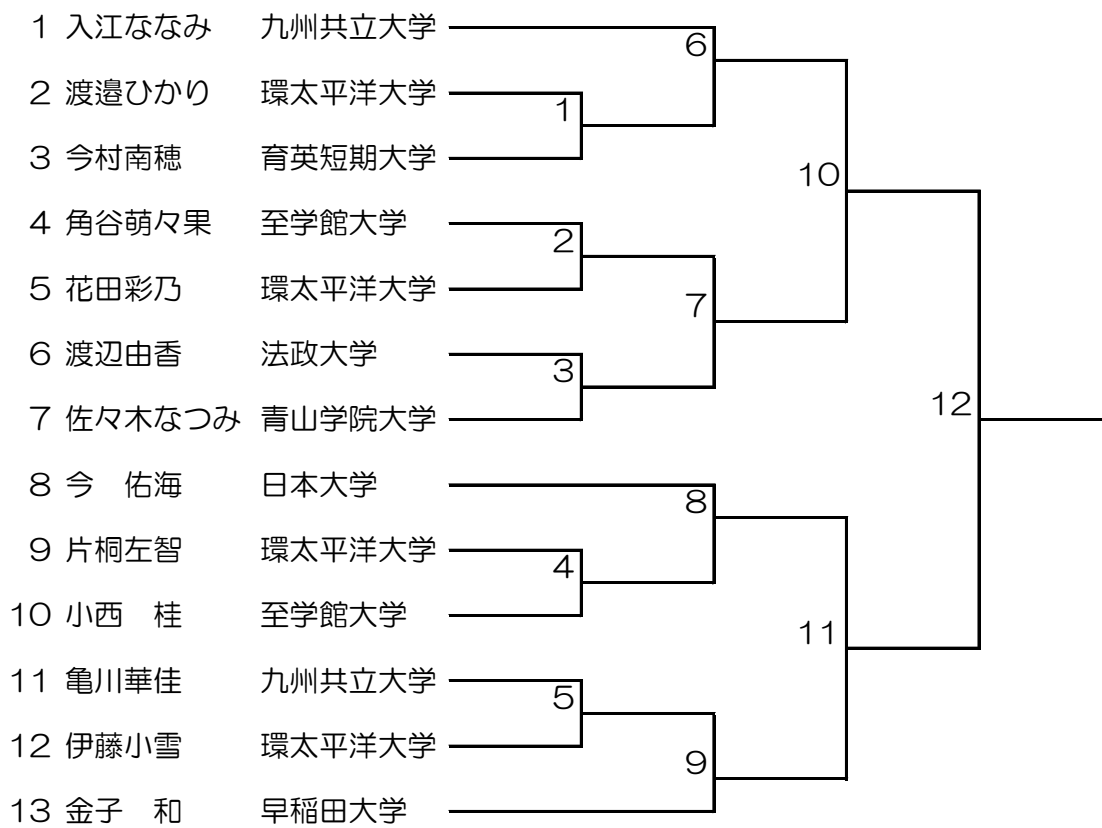 1 入江ななみ 九州共立大学
6
2 渡邉ひかり 環太平洋大学
1
3 今村南穂 育英短期大学
10
4 角谷萌々果 至学館大学
2
5 花田彩乃 環太平洋大学
7
6 渡辺由香 法政大学
3
7 佐々木なつみ 青山学院大学
12
8 今 佑海 日本大学
8
9 片桐左智 環太平洋大学
4
10 小西 桂 至学館大学
11
11 亀川華佳 九州共立大学
5
12 伊藤小雪 環太平洋大学
9
13 金子 和 早稲田大学